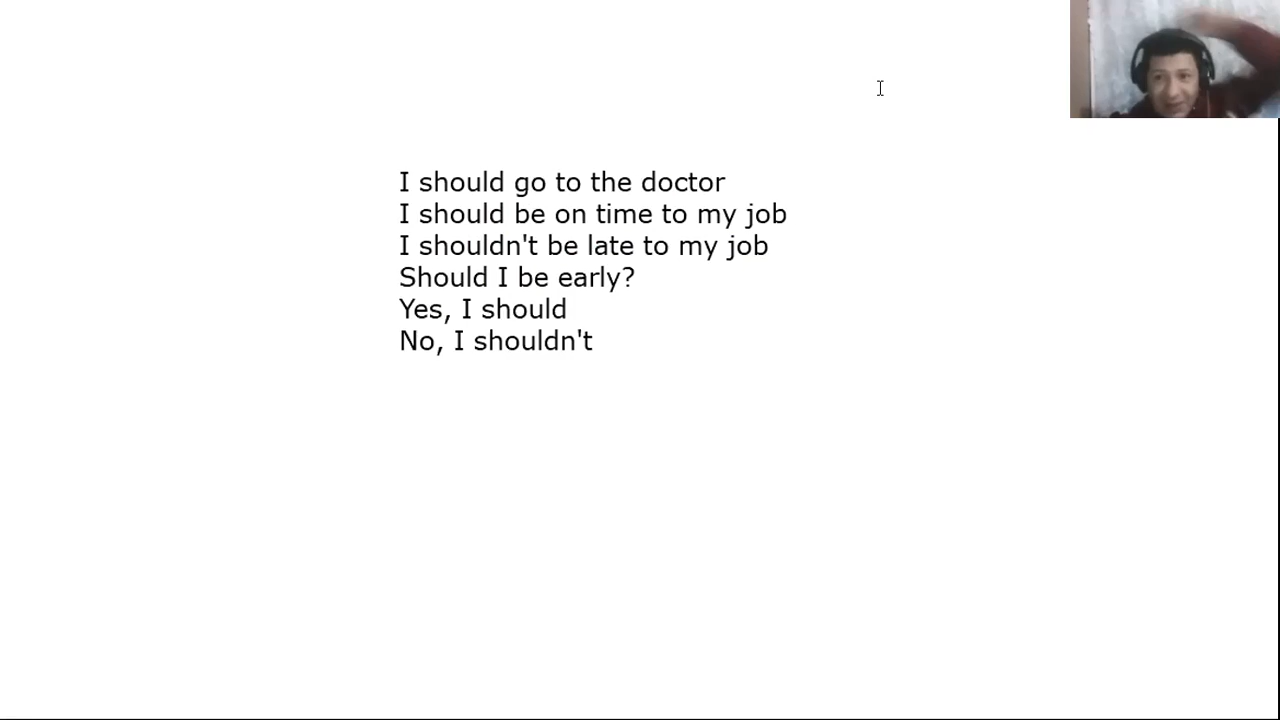 I should go to the doctor
I should be on time to my job
I shouldn't be late to my job
Should I be early?
Yes, I should
No, I shouldn't